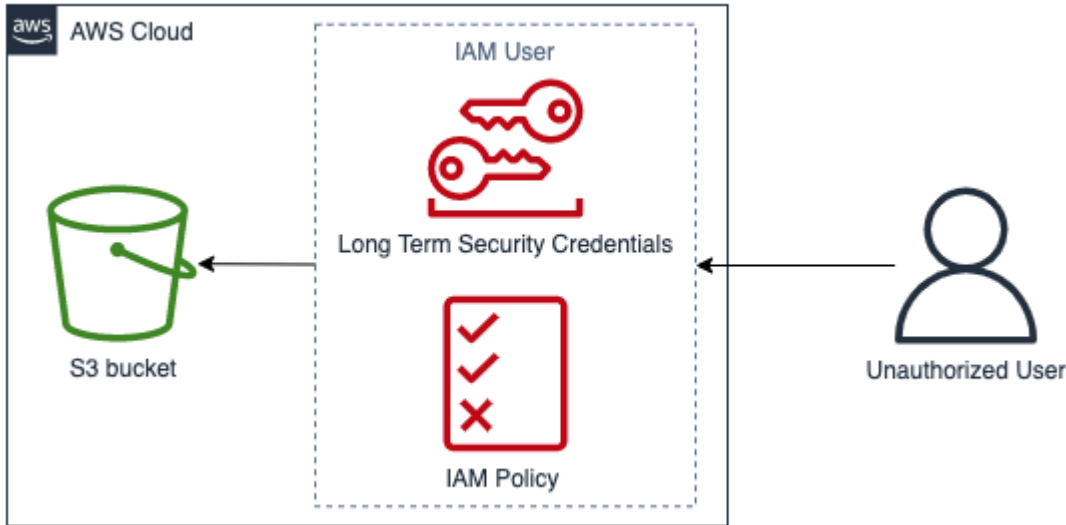 aws
AWS Cloud
IAM User
Long Term Security Credentials
S3 bucket
Unauthorized User
IAM Policy